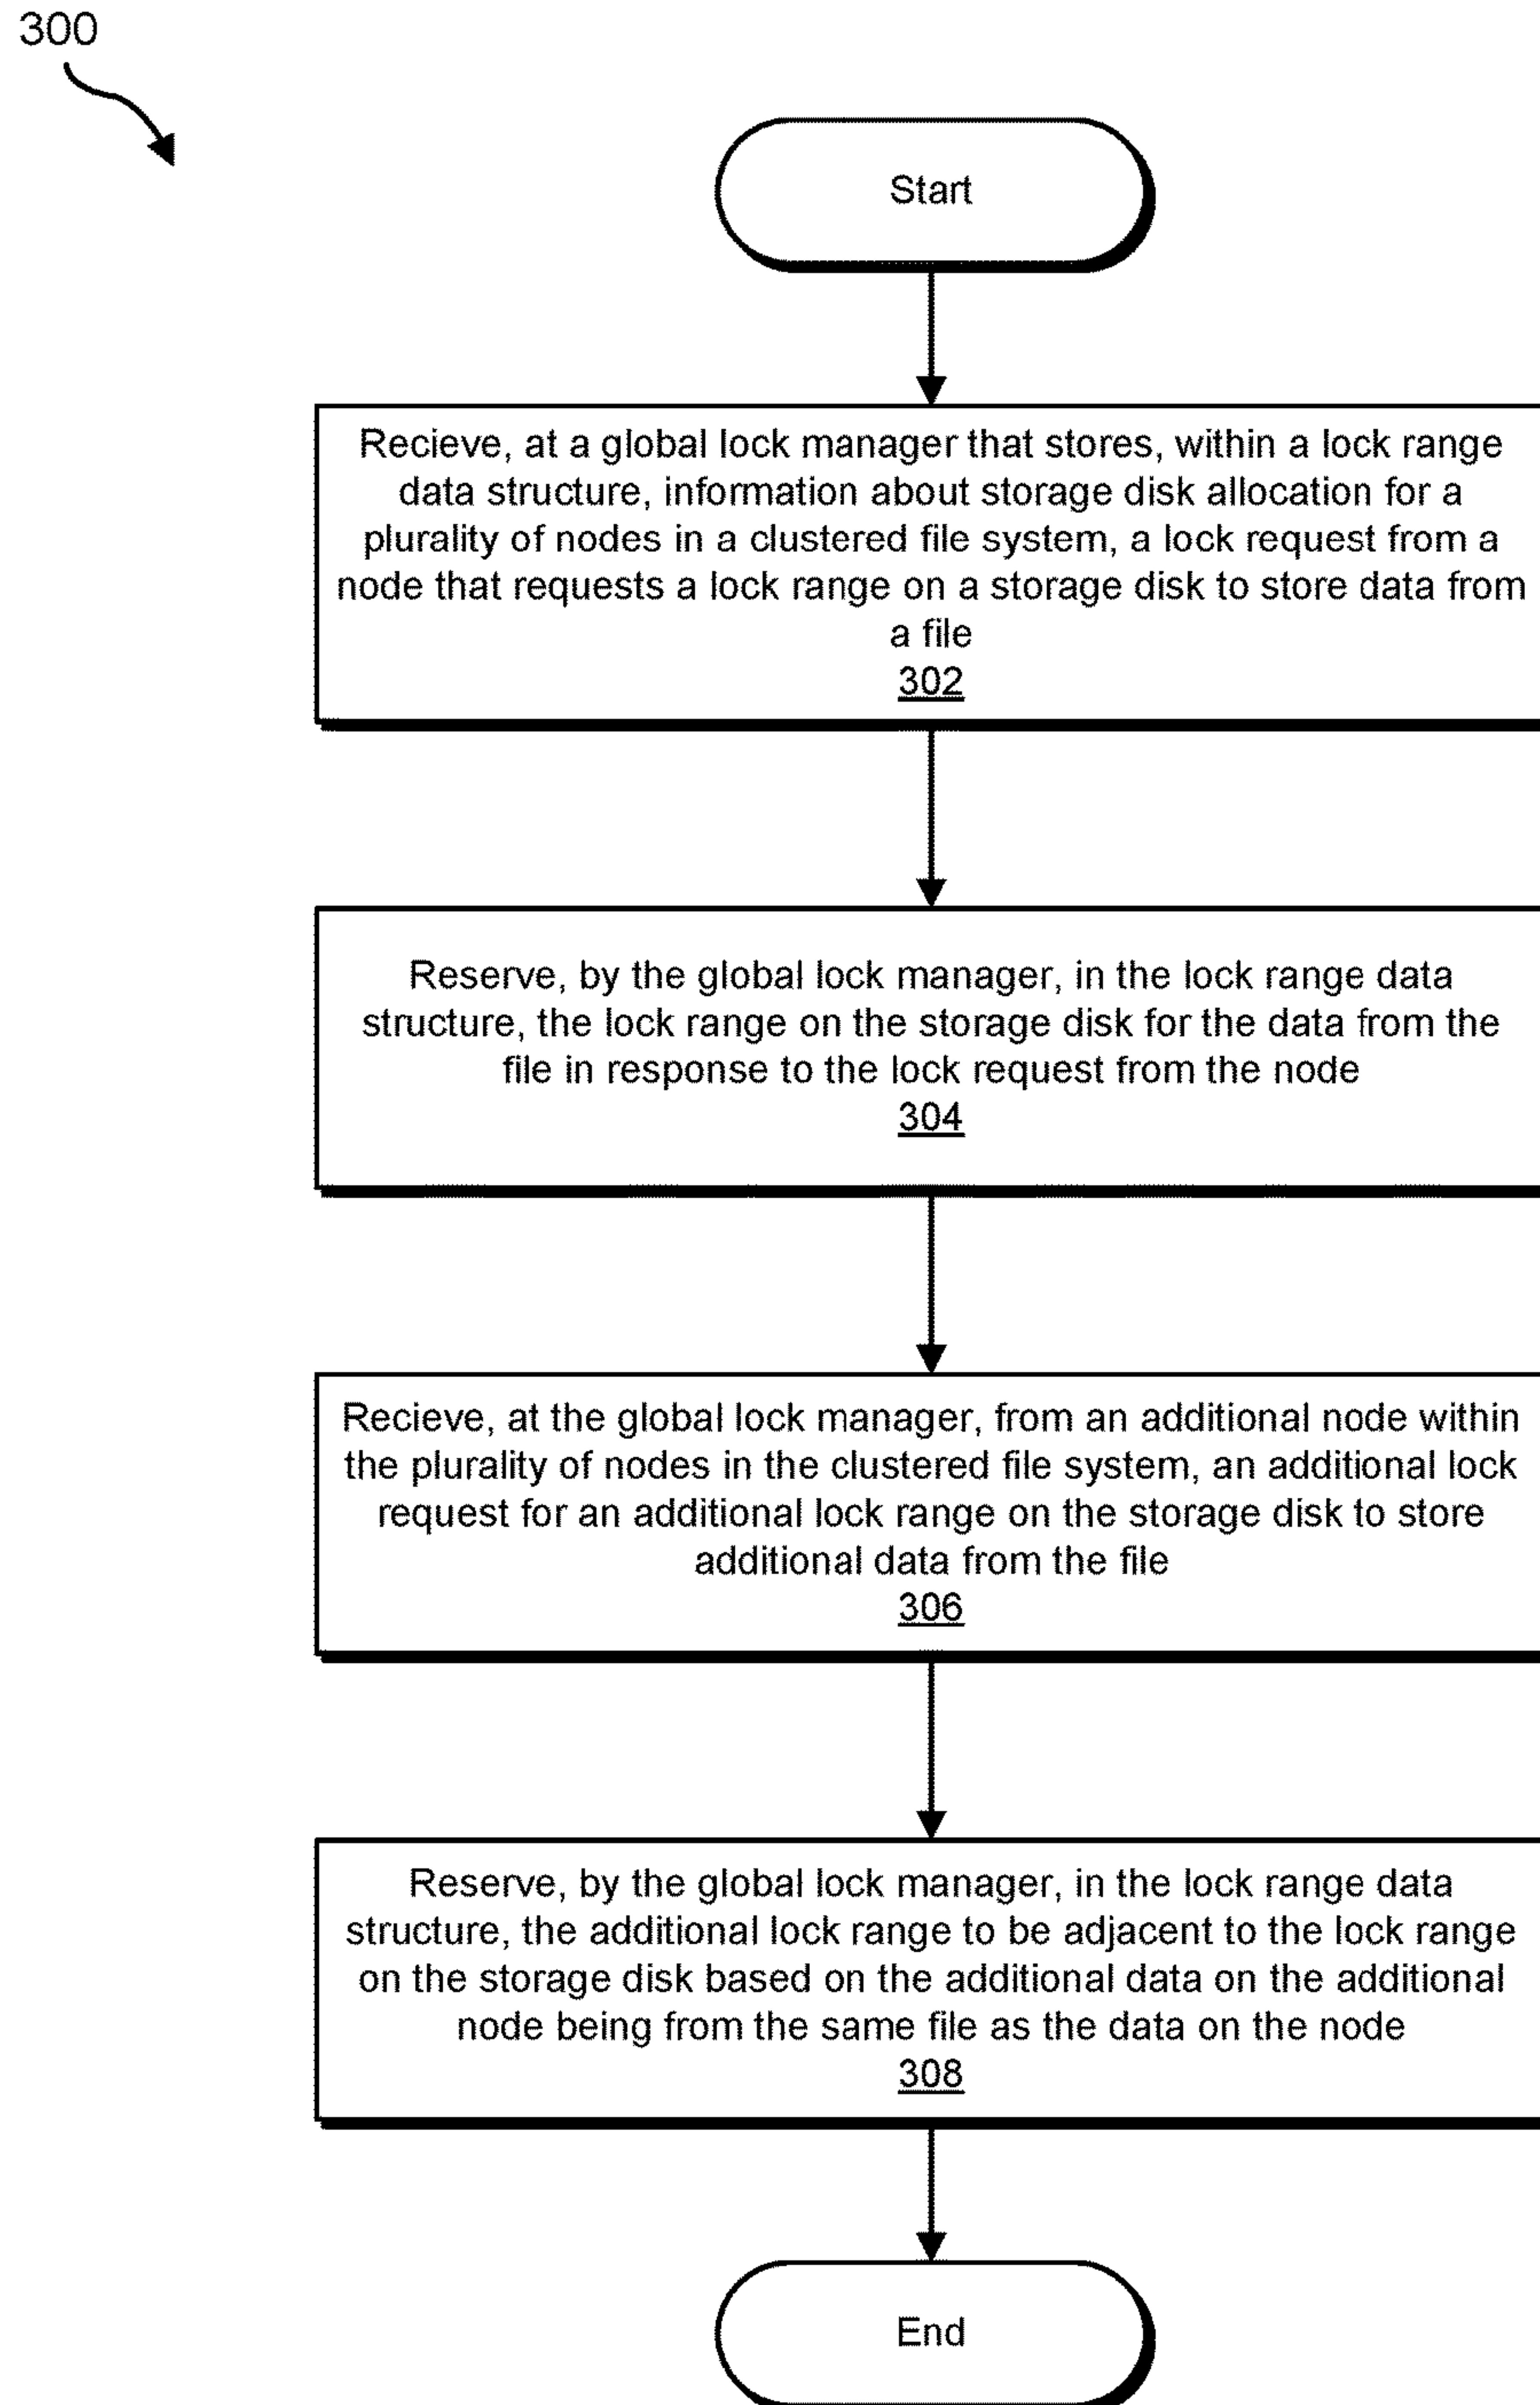 300
Start
Recieve, at a global lock manager that stores, within a lock range
data structure, information about storage disk allocation for a
plurality of nodes in a clustered file system, a lock request from a
node that requests a lock range on a storage disk to store data from
a file
302
Reserve, by the global lock manager, in the lock range data
structure, the lock range on the storage disk for the data from the
file in response to the lock request from the node
304
Recieve, at the global lock manager, from an additional node within
the plurality of nodes in the clustered file system, an additional lock
request for an additional lock range on the storage disk to store
additional data from the file
306
Reserve, by the global lock manager, in the lock range data
structure, the additional lock range to be adjacent to the lock range
on the storage disk based on the additional data on the additional
node being from the same file as the data on the node
308
End